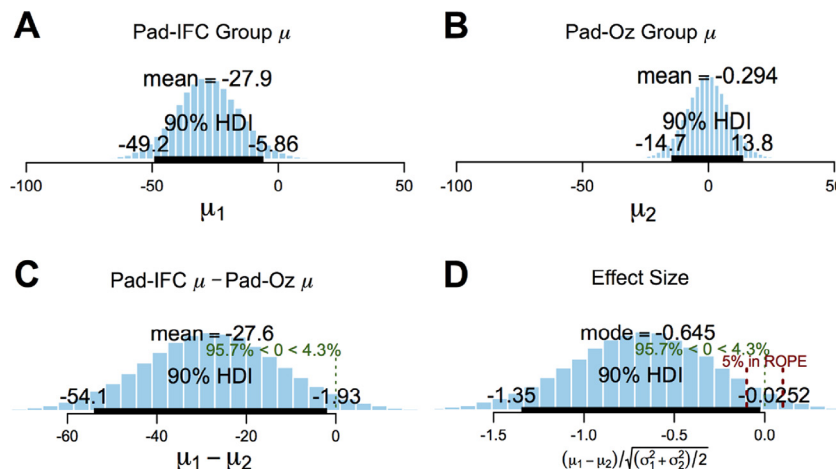 A
Pad-IFC Group μ
mean = -27.9
90% HDI
-49.2
-5.86
-100
-50
0
50
μ1
B
Pad-Oz Group μ
mean = -0.294
90% HDI
-14.7
13.8
-100
-50
0
50
μ2
C
Pad-IFC μ − Pad-Oz μ
mean = -27.6
95.7% < 0 < 4.3%
90% HDI
-54.1
-1.93
-60
-40
-20
0
μ1 − μ2
D
Effect Size
mode = -0.645
95.7% < 0 < 4.3%
5% in ROPE
90% HDI
-1.35
-0.0252
-1.5
-1.0
-0.5
0.0
(μ1 − μ2)/√(σ1² + σ2²)/2